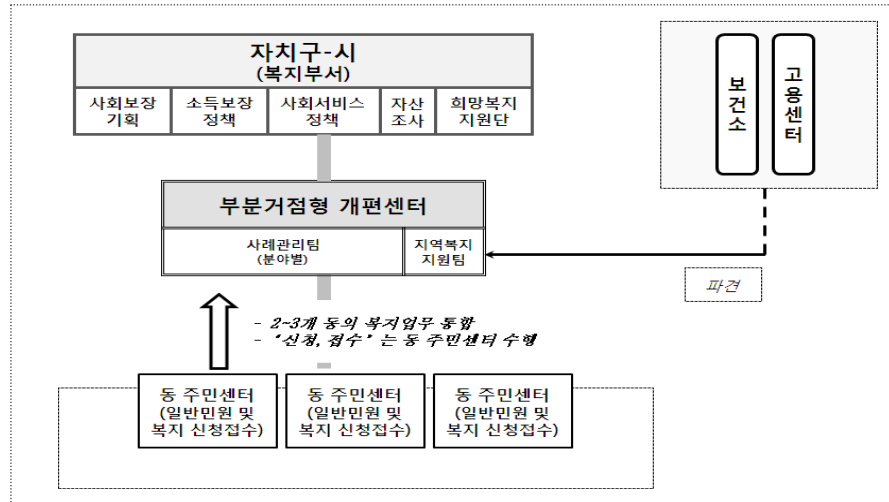 자치구-시
(복지부서)
사회보장
기획
소득보장
정책
사회서비스
정책
자산
조사
희망복지
지원단
보건소
고용센터
부분거점형 개편센터
사례관리팀
(분야별)
지역복지
지원팀
파견
- 2~3개 동의 복지업무 통합
- '신청, 접수' 는 동 주민센터 수행
동 주민센터
(일반민원 및
복지 신청접수)
동 주민센터
(일반민원 및
복지 신청접수)
동 주민센터
(일반민원 및
복지 신청접수)